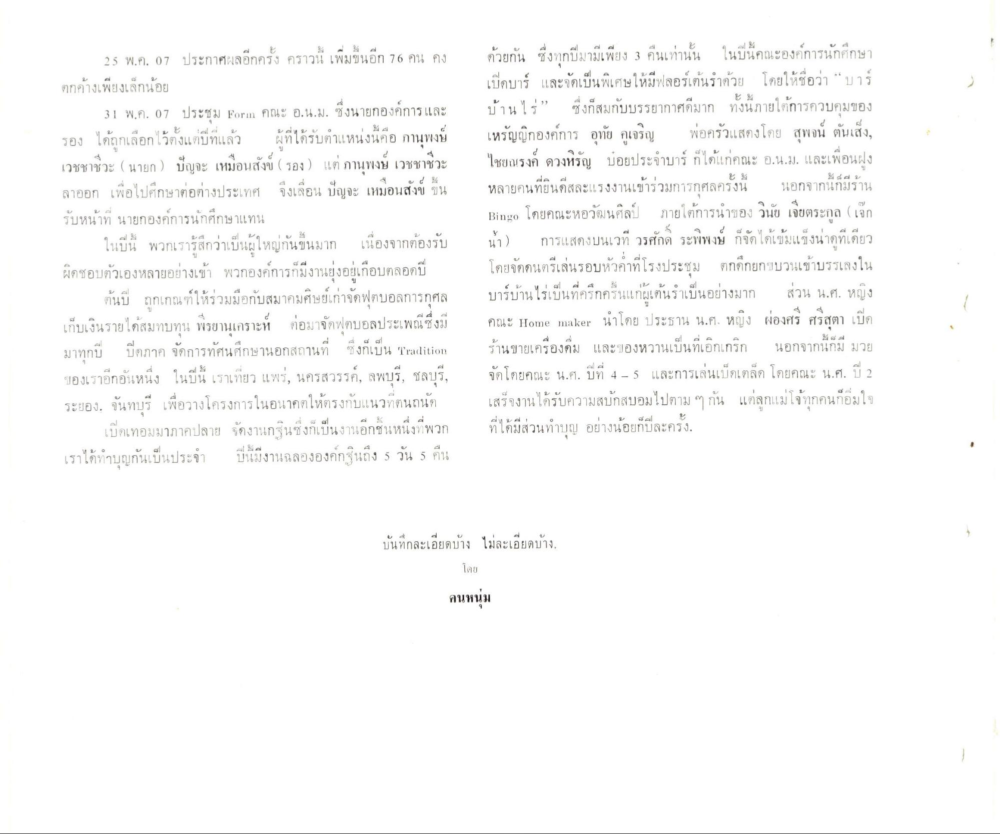 25 พ.ค. 07 ประกาศผลอีกครั้ง คราวนี้ เพิ่มขึ้นอีก 76 คน คง
ตกค้างเพียงเล็กน้อย
31 พ.ค. 07 ประชุม Form คณะ อ.น.ม. ซึ่งนายกองค์การและ
รอง ได้ถูกเลือกไว้ตั้งแต่ปีที่แล้ว ผู้ที่ได้รับตำแหน่งนี้คือ ภานุพงษ์
เวชชาชีวะ (นายก) ปัญจะ เหมือนสังข์ (รอง) แต่ ภานุพงษ์ เวชชาชีวะ
ลาออก เพื่อไปศึกษาต่อต่างประเทศ จึงเลื่อน ปัญจะ เหมือนสังข์ ขึ้น
รับหน้าที่ นายกองค์การนักศึกษาแทน
ในปีนี้ พวกเรารู้สึกว่าเป็นผู้ใหญ่กันขึ้นมาก เนื่องจากต้องรับ
ผิดชอบตัวเองหลายอย่างเข้า พวกองค์การก็มีงานยุ่งอยู่เกือบตลอดปี
ต้นปี ถูกเกณฑ์ให้ร่วมมือกับสมาคมศิษย์เก่าจัดฟุตบอลการกุศล
เก็บเงินรายได้สมทบทุน พิรยานุเคราะห์ ต่อมาจัดฟุตบอลประเพณีซึ่งมี
มาทุกปี ปิดภาค จัดการทัศนศึกษานอกสถานที่ ซึ่งก็เป็น Tradition
ของเราอีกอันหนึ่ง ในปีนี้ เราเที่ยว แพร่, นครสวรรค์, ลพบุรี, ชลบุรี,
ระยอง. จันทบุรี เพื่อวางโครงการในอนาคตให้ตรงกับแนวที่ตนถนัด
เปิดเทอมมาภาคปลาย จัดงานกฐินซึ่งก็เป็นงานอีกชิ้นหนึ่งที่พวก
เราได้ทำบุญกันเป็นประจำ ปีนี้มีงานฉลององค์กฐินถึง 5 วัน 5 คืน
ด้วยกัน ซึ่งทุกปีมามีเพียง 3 คืนเท่านั้น ในปีนี้คณะองค์การนักศึกษา
เปิดบาร์ และจัดเป็นพิเศษให้มีฟลอร์เต้นรำด้วย โดยให้ชื่อว่า “บาร์
บ้านไร่” ซึ่งก็สมกับบรรยากาศดีมาก ทั้งนี้ภายใต้การควบคุมของ
เหรัญญิกองค์การ อุทัย คูเจริญ พ่อครัวแสดงโดย สุพจน์ ตันเส็ง,
ไชยณรงค์ ดวงหิรัญ บ๋อยประจำบาร์ ก็ได้แก่คณะ อ.น.ม. และเพื่อนฝูง
หลายคนที่ยินดีสละแรงงานเข้าร่วมการกุศลครั้งนี้ นอกจากนี้ก็มีร้าน
Bingo โดยคณะหอวัฒนศิลป์ ภายใต้การนำของ วินัย เจียตระกูล (เจ๊ก
น้ำ) การแสดงบนเวที วรศักดิ์ ระพิพงษ์ ก็จัดได้เข้มแข็งน่าดูทีเดียว
โดยจัดดนตรีเล่นรอบหัวค่ำที่โรงประชุม ตกดึกยกขบวนเข้าบรรเลงใน
บาร์บ้านไร่เป็นที่ครึกครื้นแก่ผู้เต้นรำเป็นอย่างมาก ส่วน น.ศ. หญิง
คณะ Home maker นำโดย ประธาน น.ศ. หญิง ผ่องศรี ศรีสุตา เปิด
ร้านขายเครื่องดื่ม และของหวานเป็นที่เอิกเกริก นอกจากนี้ก็มี มวย
จัดโดยคณะ น.ศ. ปีที่ 4 – 5 และการเล่นเบ็ดเตล็ด โดยคณะ น.ศ. ปี 2
เสร็จงานได้รับความสบักสบอมไปตาม ๆ กัน แต่ลูกแม่โจ้ทุกคนก็อิ่มใจ
ที่ได้มีส่วนทำบุญ อย่างน้อยก็ปีละครั้ง.
บันทึกละเอียดบ้าง ไม่ละเอียดบ้าง.
โดย
คนหนุ่ม